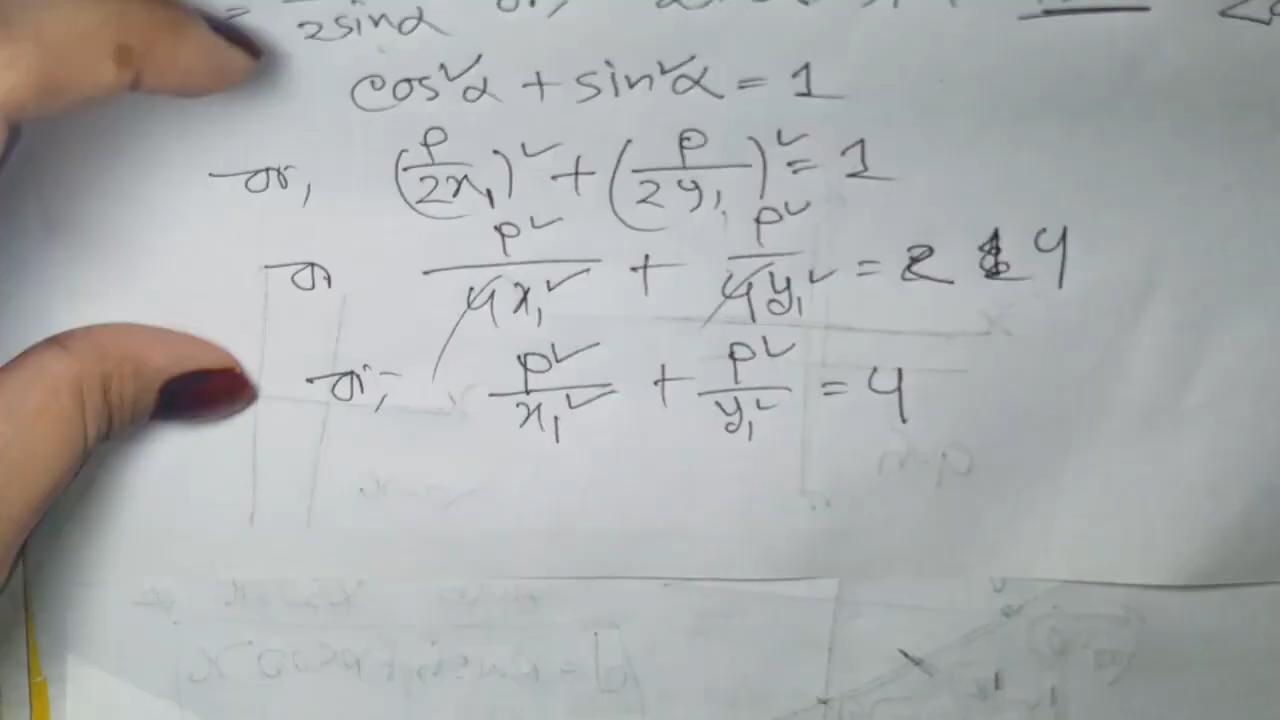 = 2sinα or,
cos²α + sin²α = 1
or, (p/2x₁)² + (p/2y₁)² = 1
বা p²/4x₁² + p²/4y₁² = 4
বা, p²/x₁² + p²/y₁² = 4